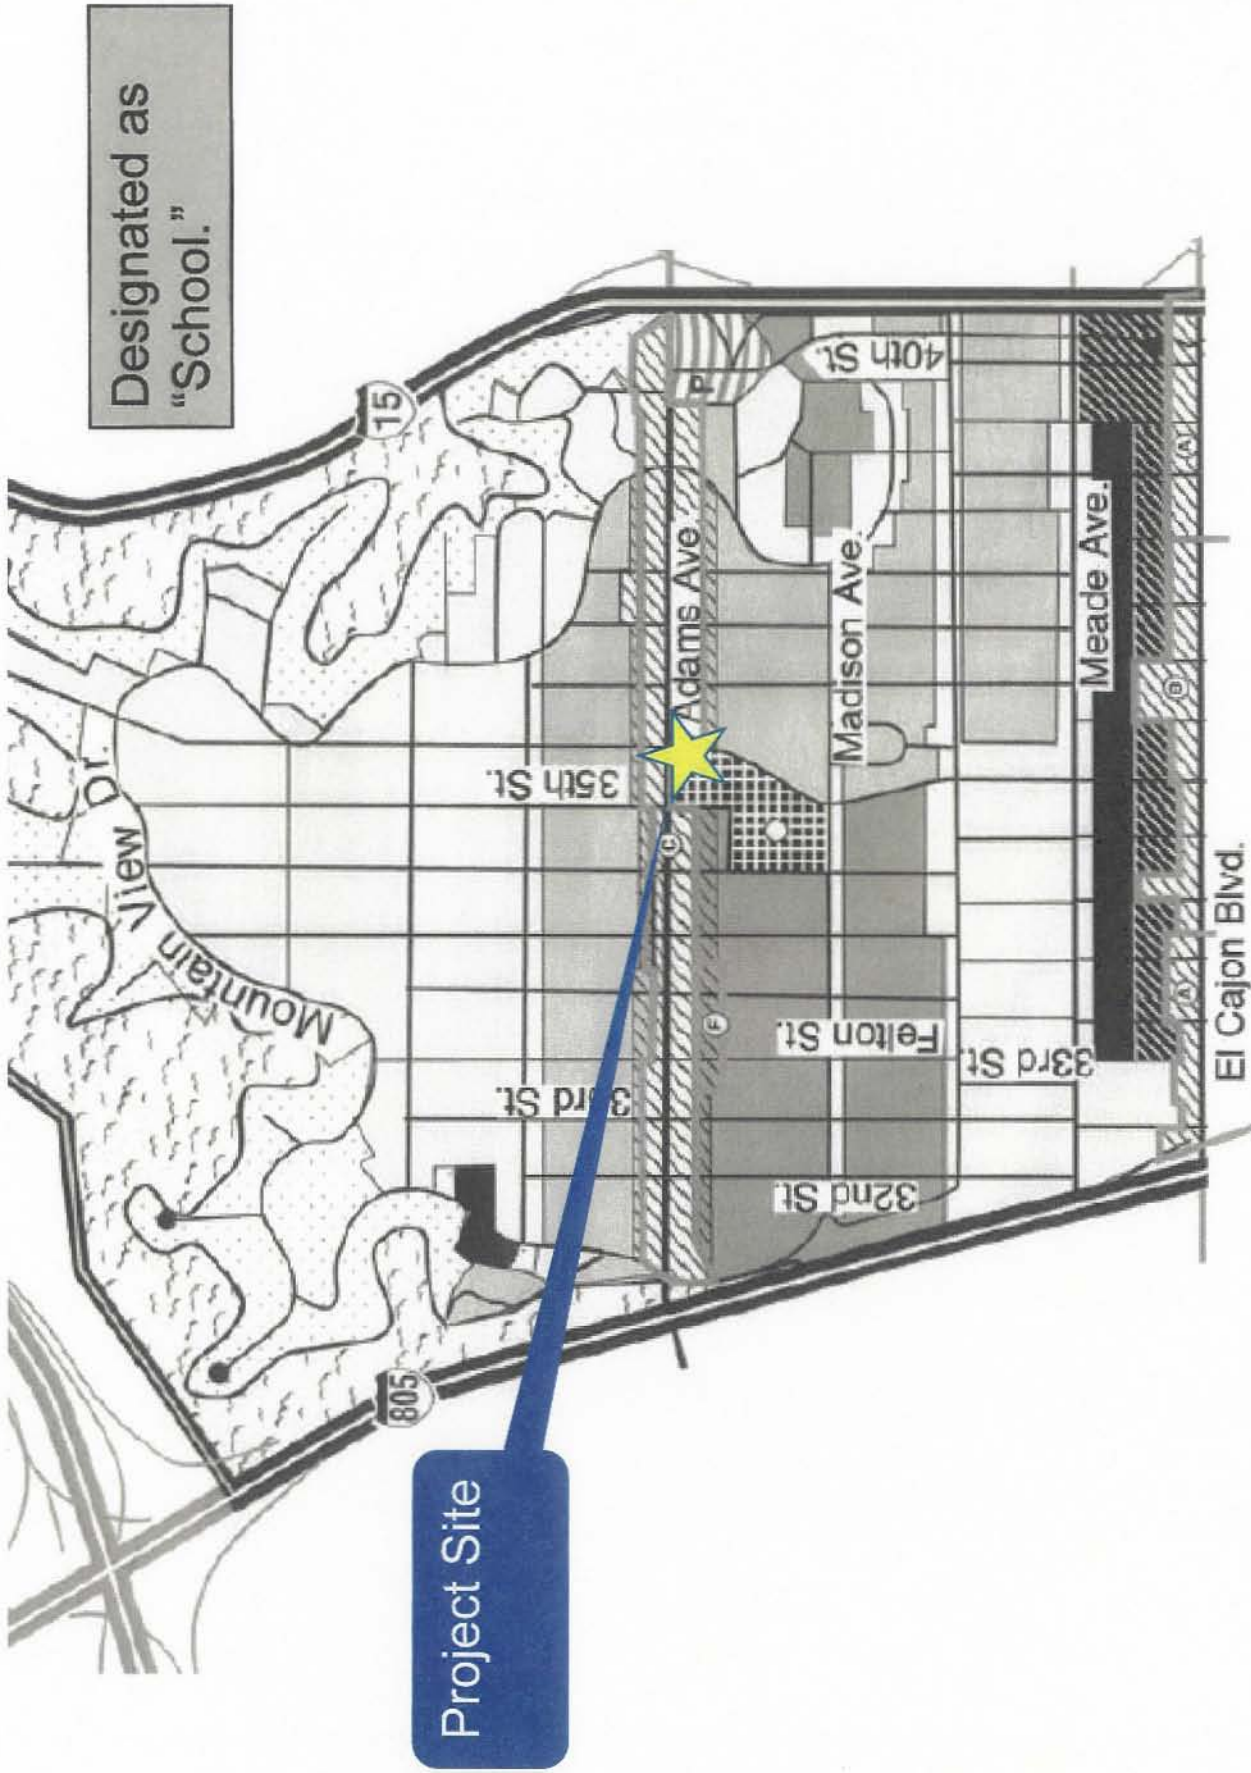 Designated as
"School."
15
Mountain View Dr.
35th St.
33rd St.
805
Project Site
Adams Ave.
P
C
F
40th St.
Madison Ave.
Felton St.
32nd St.
33rd St.
Meade Ave.
A1
B
A
El Cajon Blvd.